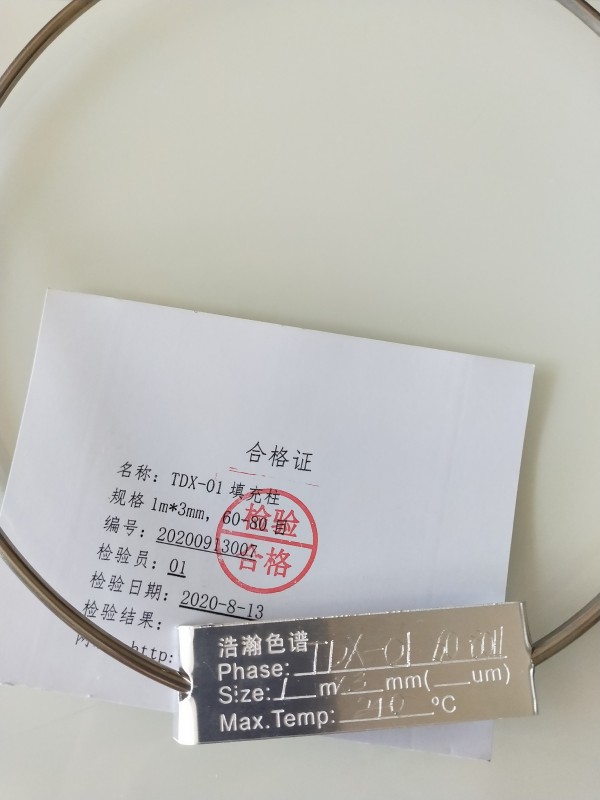 合格证
名称: TDX-01 填充柱
规格 1m*3mm, 60-80 目
编号: 20200913007
检验员: 01
检验日期: 2020-8-13
检验结果:
http:
检验
合格
浩瀚色谱
Phase: TDX-01
Size: 1 m×3 mm( um)
Max.Temp: 210 ℃